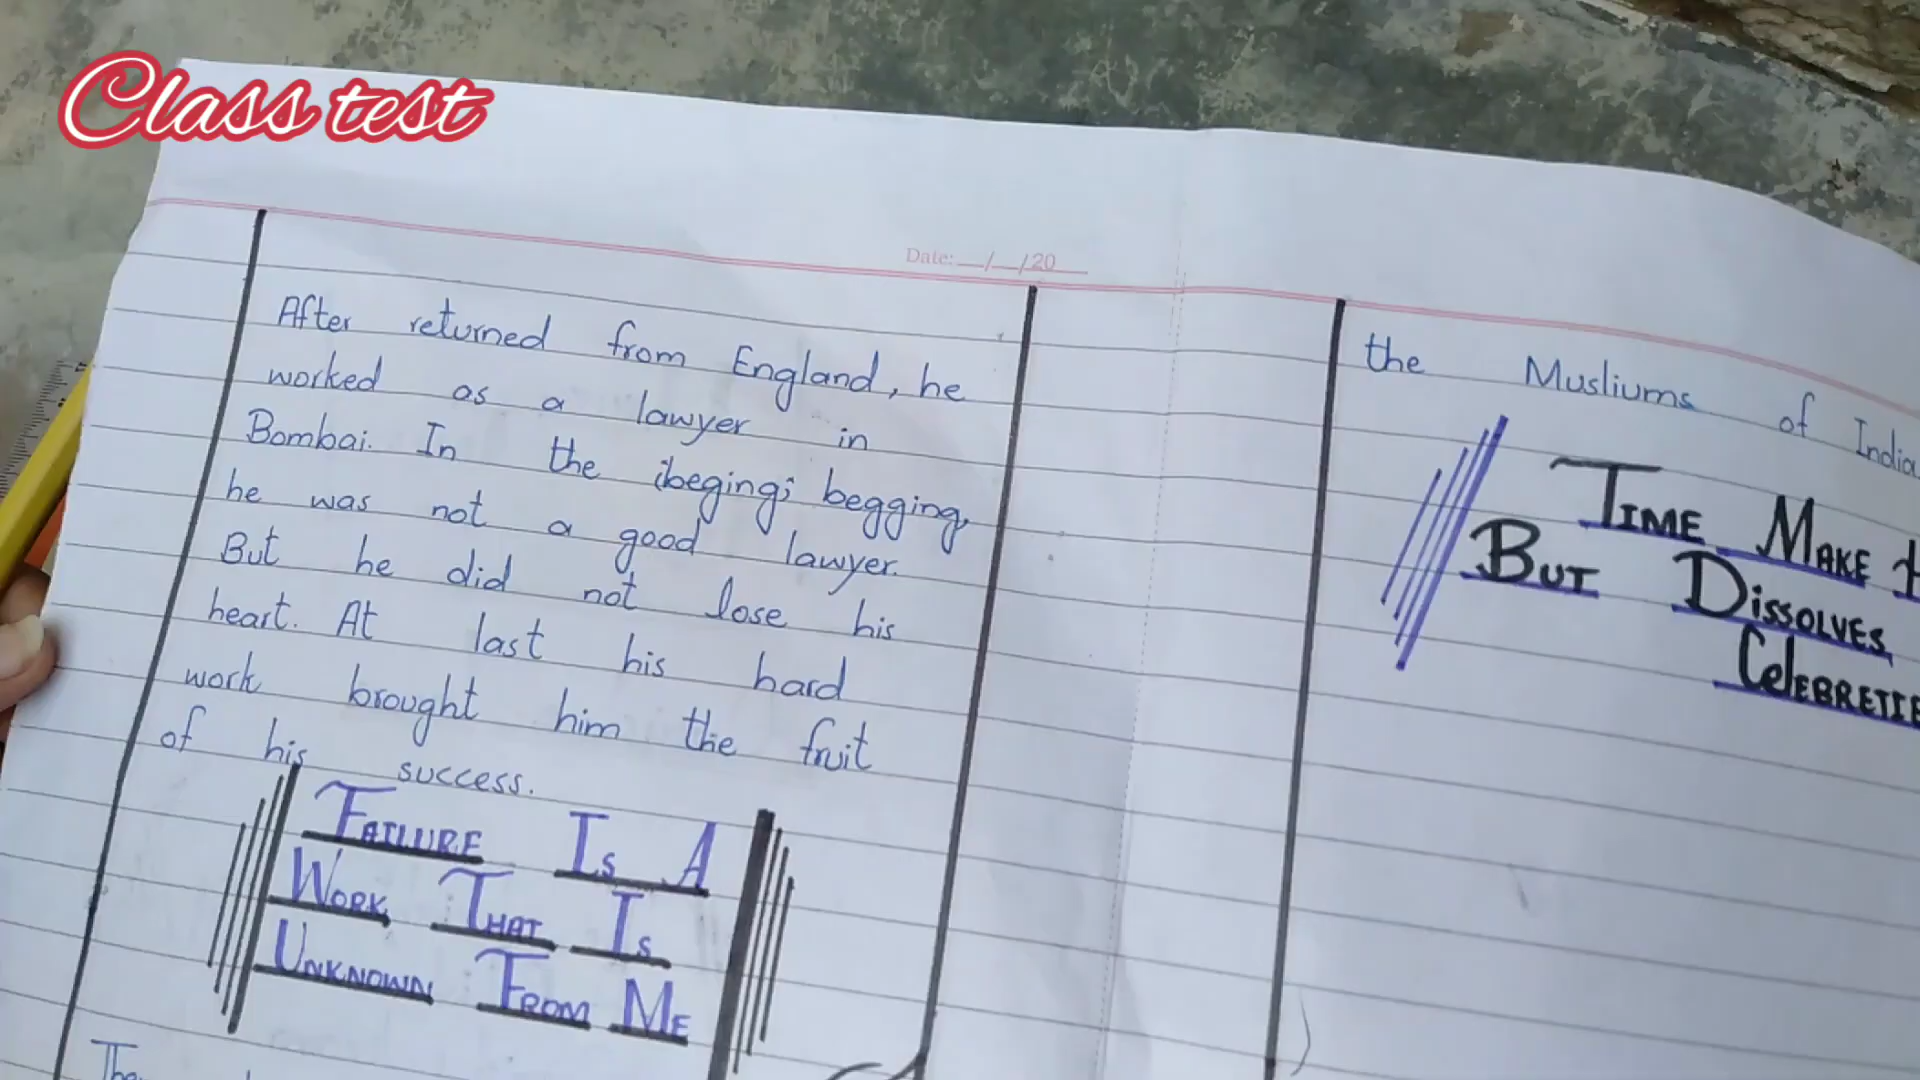 Class test
Date: __/__/20__
After returned from England, he
worked as a lawyer in
Bombai. In the (beging; begging,
he was not a good lawyer.
But he did not lose his
heart. At last his hard
work brought him the fruit
of his success.
FAILURE IS A
WORK THAT IS
UNKNOWN FROM ME
the Musliums of India
TIME MAKE
BUT DISSOLVES,
CELEBRETIE